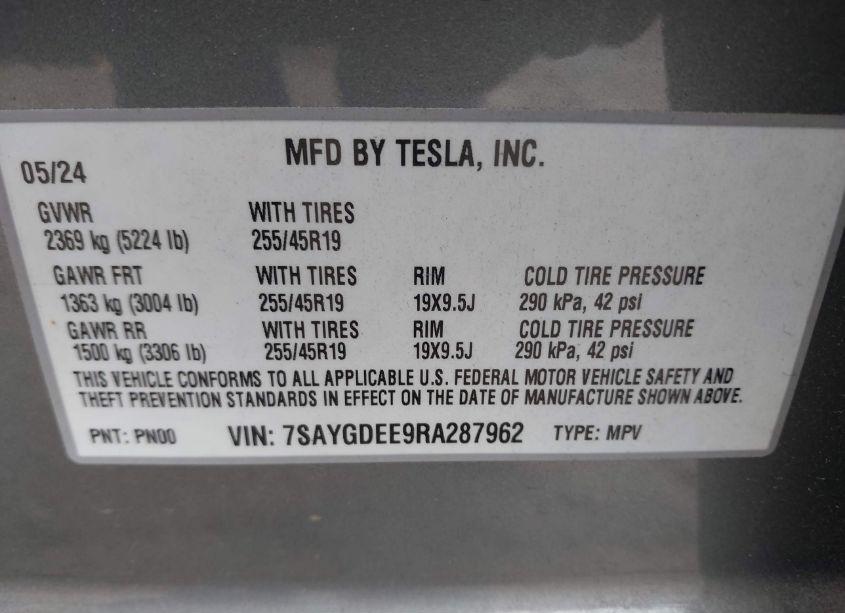 MFD BY TESLA, INC.
05/24
GVWR WITH TIRES
2369 kg (5224 lb) 255/45R19
GAWR FRT WITH TIRES RIM COLD TIRE PRESSURE
1363 kg (3004 lb) 255/45R19 19X9.5J 290 kPa, 42 psi
GAWR RR WITH TIRES RIM COLD TIRE PRESSURE
1500 kg (3306 lb) 255/45R19 19X9.5J 290 kPa, 42 psi
THIS VEHICLE CONFORMS TO ALL APPLICABLE U.S. FEDERAL MOTOR VEHICLE SAFETY AND
THEFT PREVENTION STANDARDS IN EFFECT ON THE DATE OF MANUFACTURE SHOWN ABOVE.
PNT: PN00 VIN: 7SAYGDEE9RA287962 TYPE: MPV